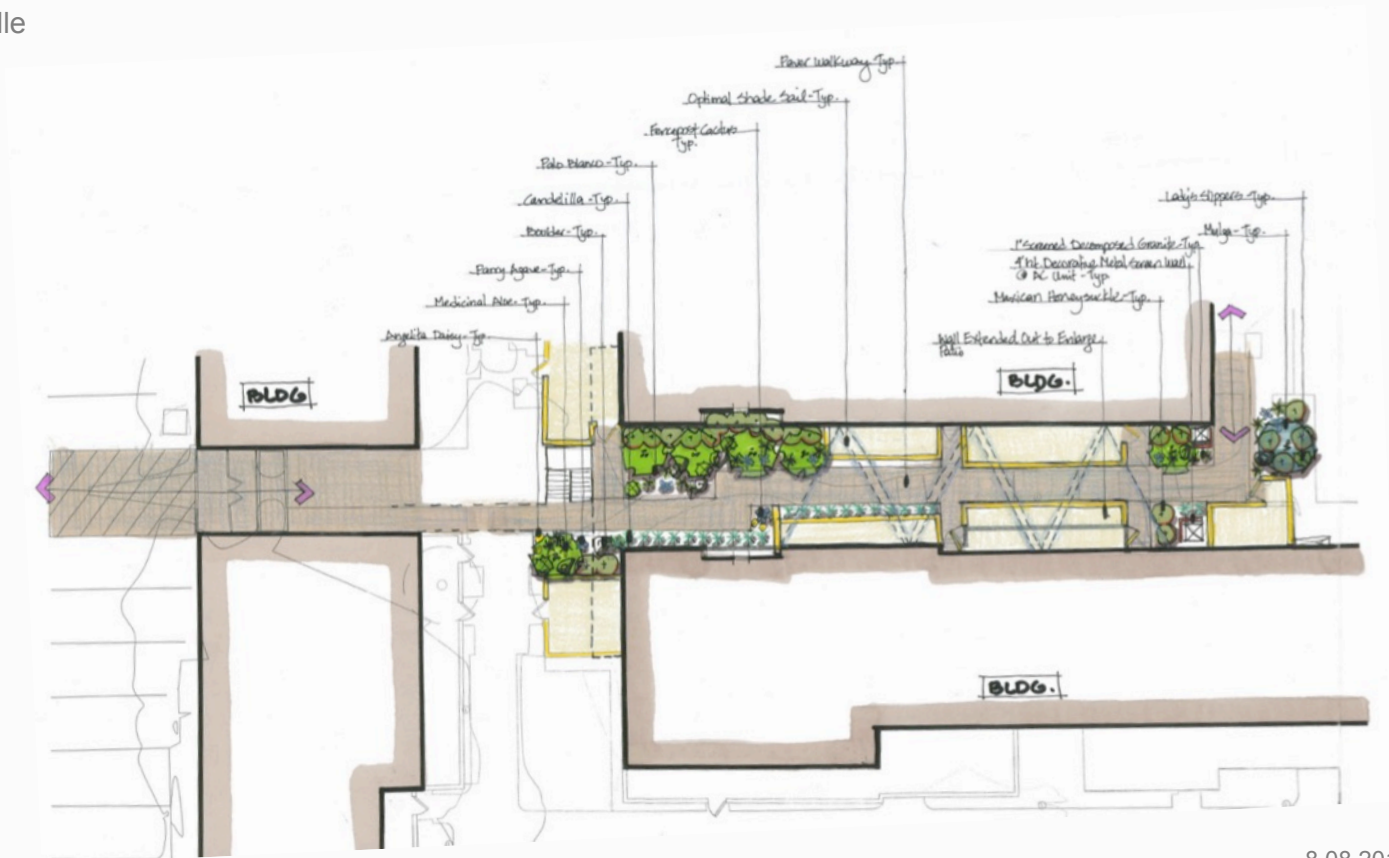 lle
Paver Walkway-Typ.
Optimal Shade Sail-Typ.
Fencepost Cactus
Typ.
Palo Blanco-Typ.
Candelilla-Typ.
Boulder-Typ.
Parry Agave-Typ.
Medicinal Aloe-Typ.
Angelita Daisy-Typ.
Lady's Slippers-Typ.
Mulga-Typ.
1" Screened Decomposed Granite-Typ.
4' ht. Decorative Metal Screen Wall
@ AC Unit-Typ.
Mexican Honeysuckle-Typ.
Wall Extended Out to Enlarge
Patio
BLDG
BLDG.
BLDG.